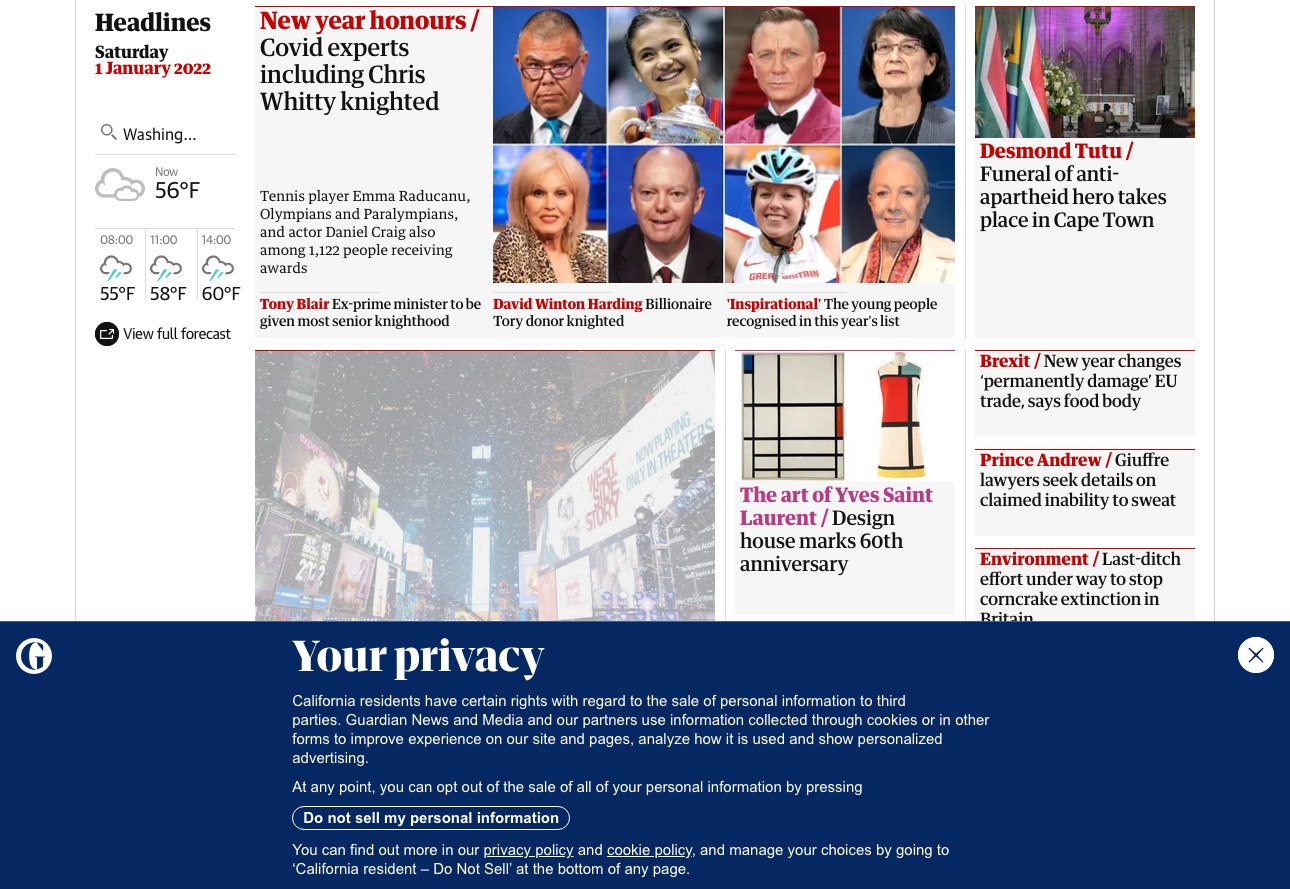 Headlines
Saturday
1 January 2022
Washing...
Now
56°F
08:00
11:00
14:00
55°F
58°F
60°F
View full forecast
New year honours /
Covid experts
including Chris
Whitty knighted
Tennis player Emma Raducanu,
Olympians and Paralympians,
and actor Daniel Craig also
among 1,122 people receiving
awards
GREAT BRITAIN
Tony Blair Ex-prime minister to be
given most senior knighthood
David Winton Harding Billionaire
Tory donor knighted
'Inspirational' The young people
recognised in this year's list
Desmond Tutu /
Funeral of anti-
apartheid hero takes
place in Cape Town
NOW PLAYING
ONLY IN THEATERS
WEST
SIDE
STORY
The art of Yves Saint
Laurent / Design
house marks 60th
anniversary
Brexit / New year changes
‘permanently damage’ EU
trade, says food body
Prince Andrew / Giuffre
lawyers seek details on
claimed inability to sweat
Environment / Last-ditch
effort under way to stop
corncrake extinction in
Britain
Your privacy
California residents have certain rights with regard to the sale of personal information to third
parties. Guardian News and Media and our partners use information collected through cookies or in other
forms to improve experience on our site and pages, analyze how it is used and show personalized
advertising.
At any point, you can opt out of the sale of all of your personal information by pressing
Do not sell my personal information
You can find out more in our privacy policy and cookie policy, and manage your choices by going to
‘California resident – Do Not Sell’ at the bottom of any page.